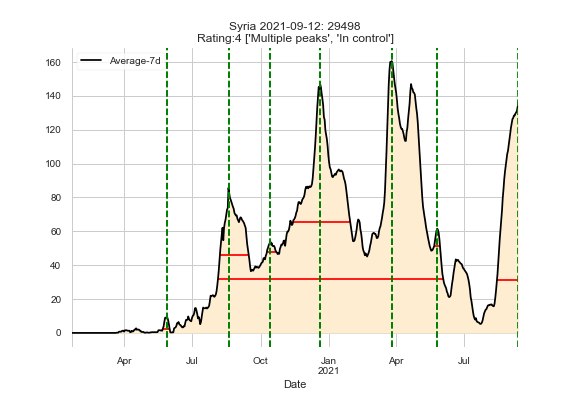 Syria 2021-09-12: 29498
Rating:4 ['Multiple peaks', 'In control']
Average-7d
160
140
120
100
80
60
40
20
0
Apr Jul Oct Jan Apr Jul
2021
Date